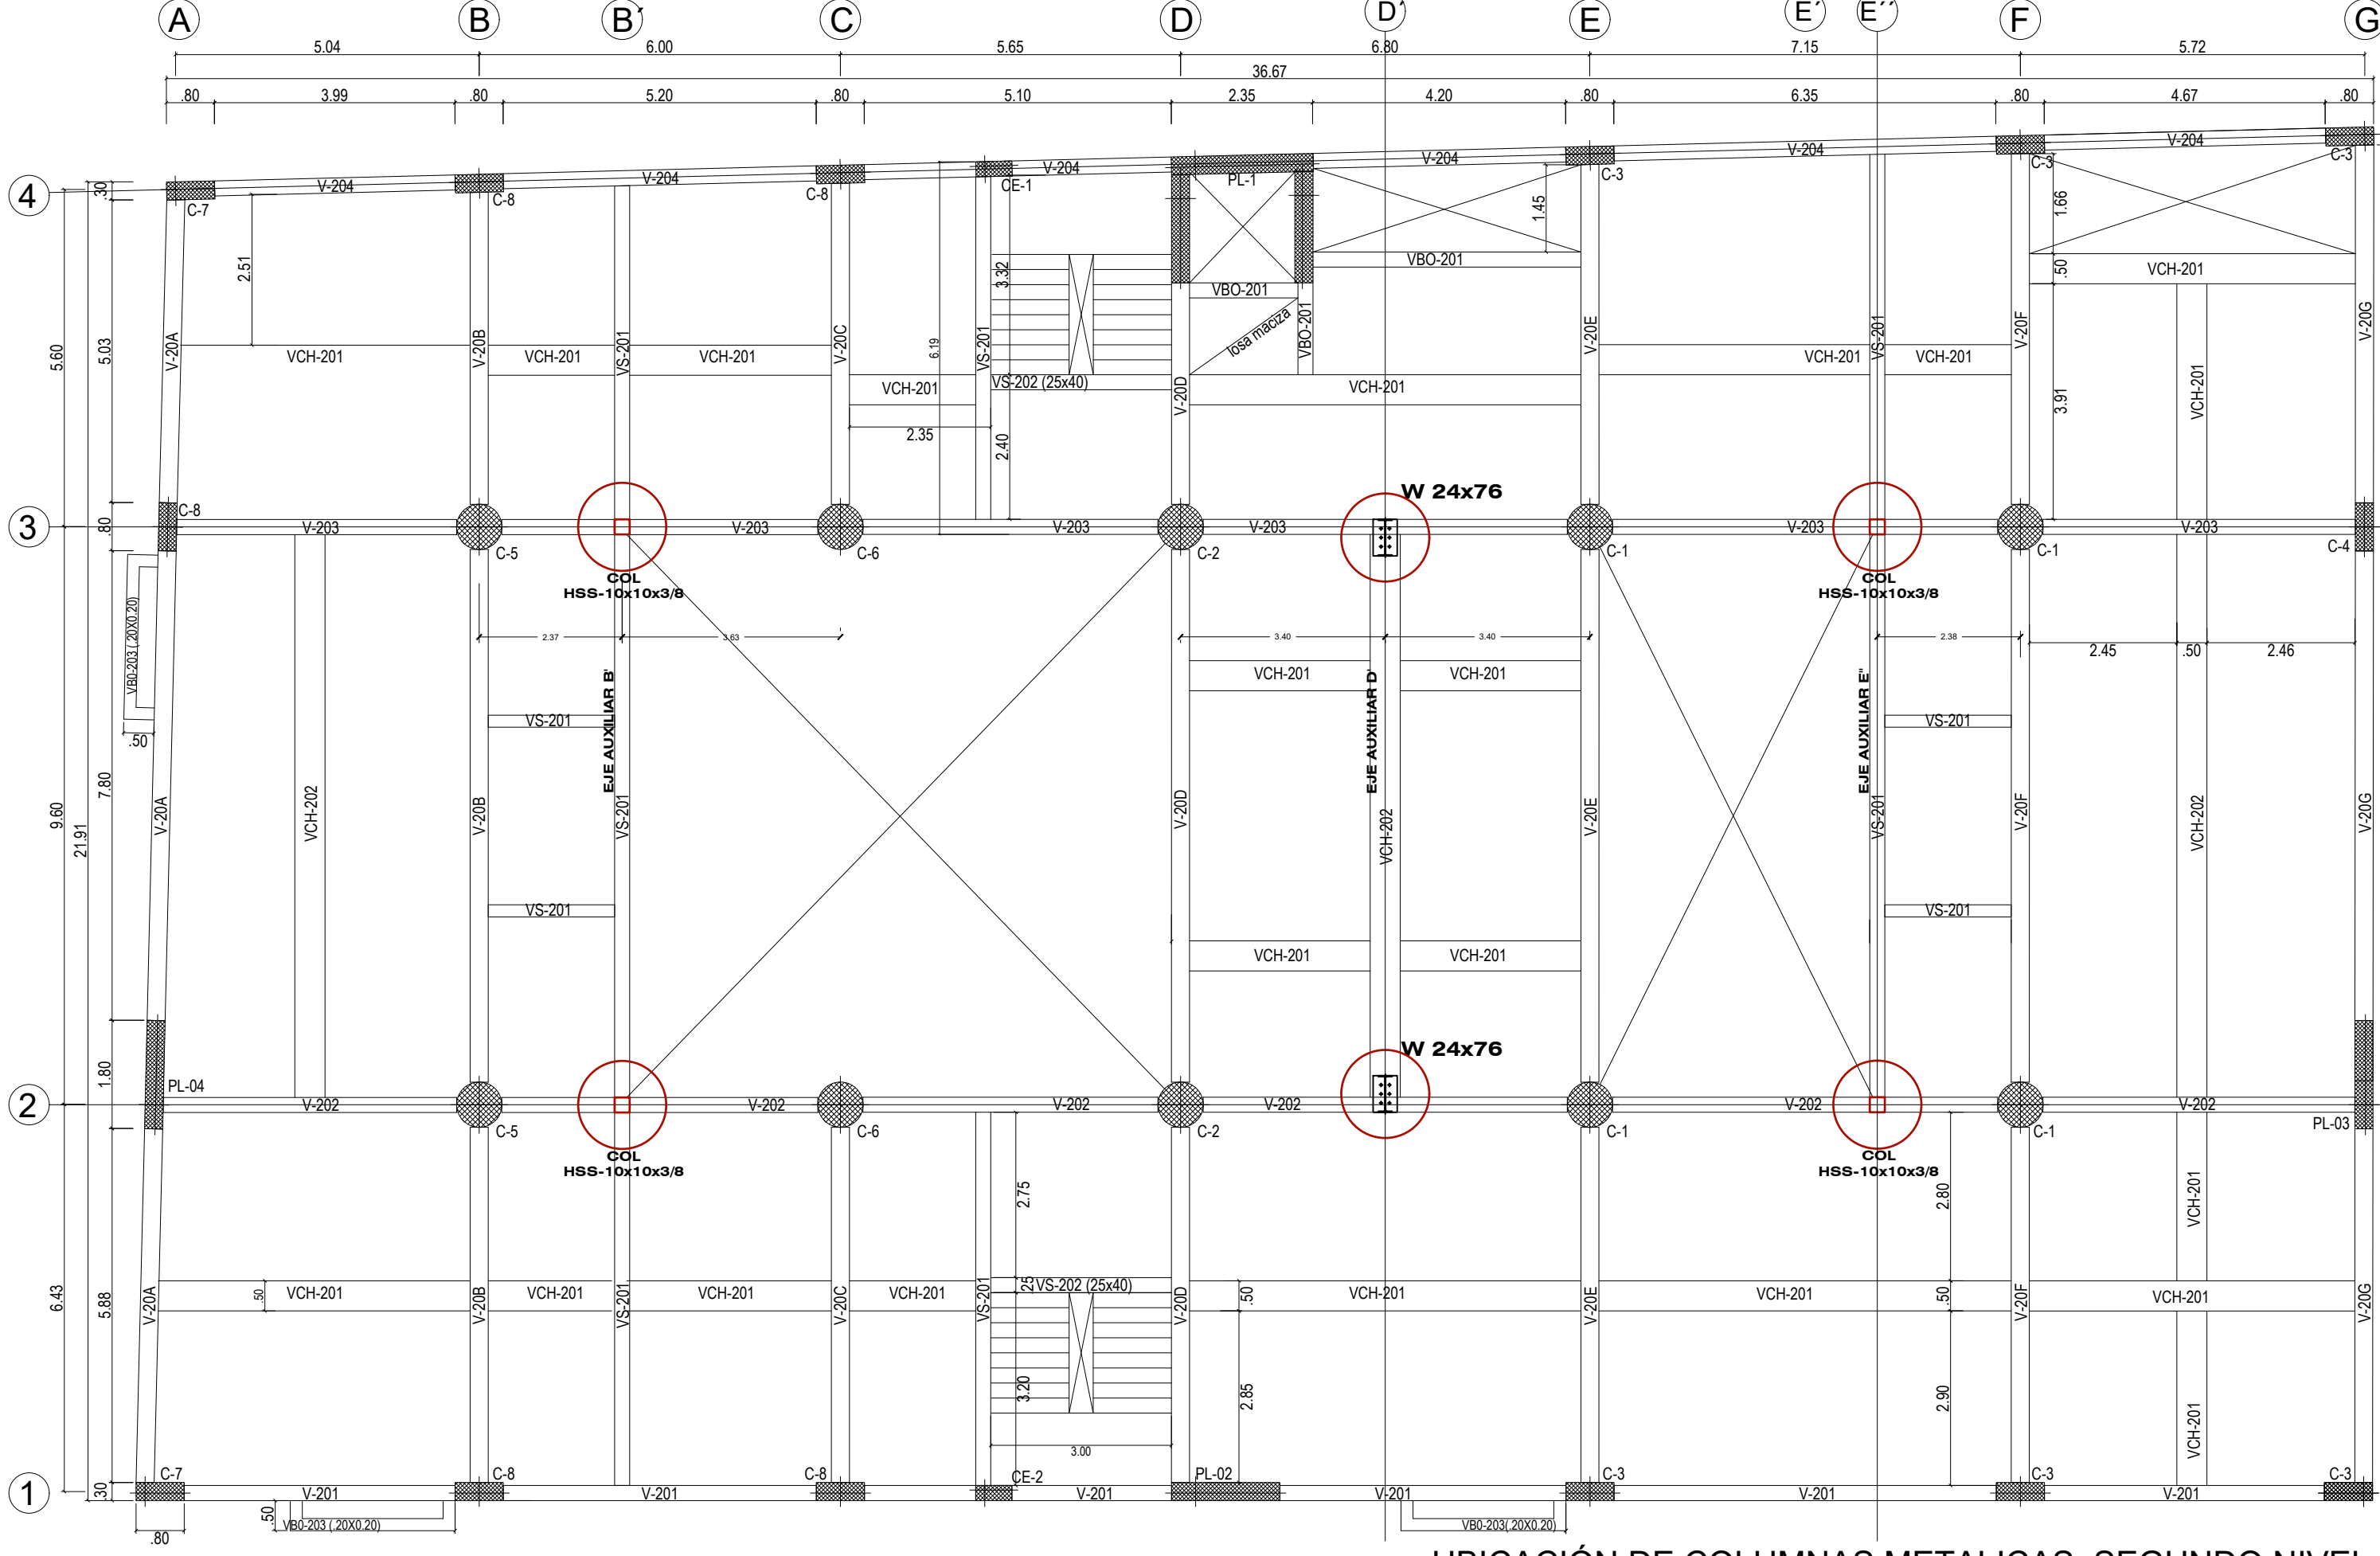 A B B´ C D D´ E E´ E´´ F G
5.04 6.00 5.65 6.80 7.15 5.72
36.67
.80 3.99 .80 5.20 .80 5.10 2.35 4.20 .80 6.35 .80 4.67 .80
4 .30 V-204 V-204 V-204 V-204 V-204 V-204
C-7 C-8 C-8 CE-1 PL-1 C-3 C-3 C-3
2.51 3.32 1.45 1.66
VBO-201 VBO-201 .50 VCH-201
5.60 5.03 V-20A V-20B VS-201 V-20C 6.19 VS-201 losa maciza VBO-201 V-20E VS-201 V-20F V-20G
VCH-201 VCH-201 VCH-201 VCH-201 VCH-201
VCH-201 VS-202 (25x40) V-20D VCH-201 3.91 VCH-201
2.35 2.40
W 24x76
3 .80 C-8 V-203 V-203 V-203 V-203 V-203 V-203
C-5 C-6 C-2 C-1 C-1 C-4
COL
HSS-10x10x3/8
COL
HSS-10x10x3/8
VB0-203 (.20X0.20)
2.37 3.63 3.40 3.40 2.38 2.45 .50 2.46
VCH-201 VCH-201
EJE AUXILIAR B' EJE AUXILIAR D' EJE AUXILIAR E''
VS-201 VS-201
.50
9.60 21.91 7.80 V-20A VCH-202 V-20B VS-201 V-20D VCH-202 V-20E VS-201 V-20F VCH-202 V-20G
VS-201 VS-201
VCH-201 VCH-201
W 24x76
1.80 PL-04
2 V-202 V-202 V-202 V-202 V-202 V-202
C-5 C-6 C-2 C-1 C-1 PL-03
COL
HSS-10x10x3/8
COL
HSS-10x10x3/8
2.75 2.80 VCH-201
6.43 5.88 V-20A .50 VCH-201 V-20B VCH-201 VS-201 VCH-201 V-20C VCH-201 VS-201 .25 VS-202 (25x40) V-20D .50 VCH-201 V-20E VCH-201 .50 V-20F VCH-201 V-20G
3.20 2.85 2.90 VCH-201
3.00
C-7 C-8 C-8 CE-2 PL-02 C-3 C-3 C-3
1 .30 V-201 V-201 V-201 V-201 V-201 V-201
.80 .50 VB0-203 (.20X0.20) VB0-203(.20X0.20)
UBICACIÓN DE COLUMNAS METALICAS, SEGUNDO NIVEL